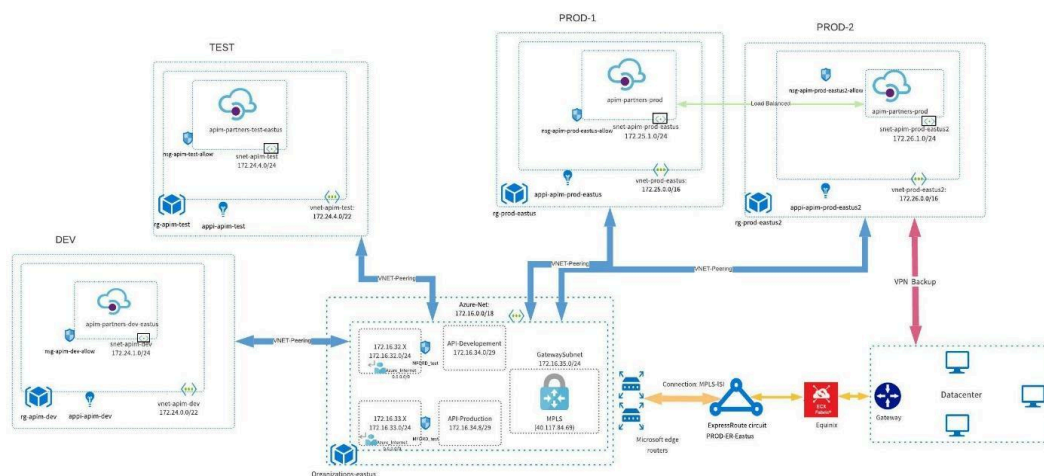 PROD-1
PROD-2
TEST
nsg-apim-prod-eastus2-allow
apim-partners-prod
apim-partners-prod
Load Balanced
apim-partners-test-eastus
nsg-apim-prod-eastus-allow
snet-apim-prod-eastus
172.25.1.0/24
snet-apim-prod-eastus2
172.26.1.0/24
nsg-apim-test-allow
snet-apim-test
172.24.4.0/24
vnet-prod-eastus:
172.25.0.0/16
vnet-prod-eastus2:
172.26.0.0/16
appi-apim-prod-eastus
appi-apim-prod-eastus2
rg-prod-eastus
rg-prod-eastus2
vnet-apim-test:
172.24.4.0/22
rg-apim-test
appi-apim-test
DEV
VNET-Peering
VNET-Peering
VNET-Peering
VPN Backup
apim-partners-dev-eastus
nsg-apim-dev-allow
snet-apim-dev
172.24.1.0/24
vnet-apim-dev
172.24.0.0/22
rg-apim-dev
appi-apim-dev
VNET-Peering
Azure-Net:
172.16.0.0/18
172.16.32.X
172.16.32.0/24
API-Developement
172.16.34.0/29
GatewaySubnet
172.16.35.0/24
172.16.33.X
172.16.33.0/24
API-Production
172.16.34.8/29
MPLS
(40.117.84.69)
Organizations-eastus
Microsoft edge
routers
Connection: MPLS-ISI
ExpressRoute circuit
PROD-ER-Eastus
Equinix
Gateway
Datacenter